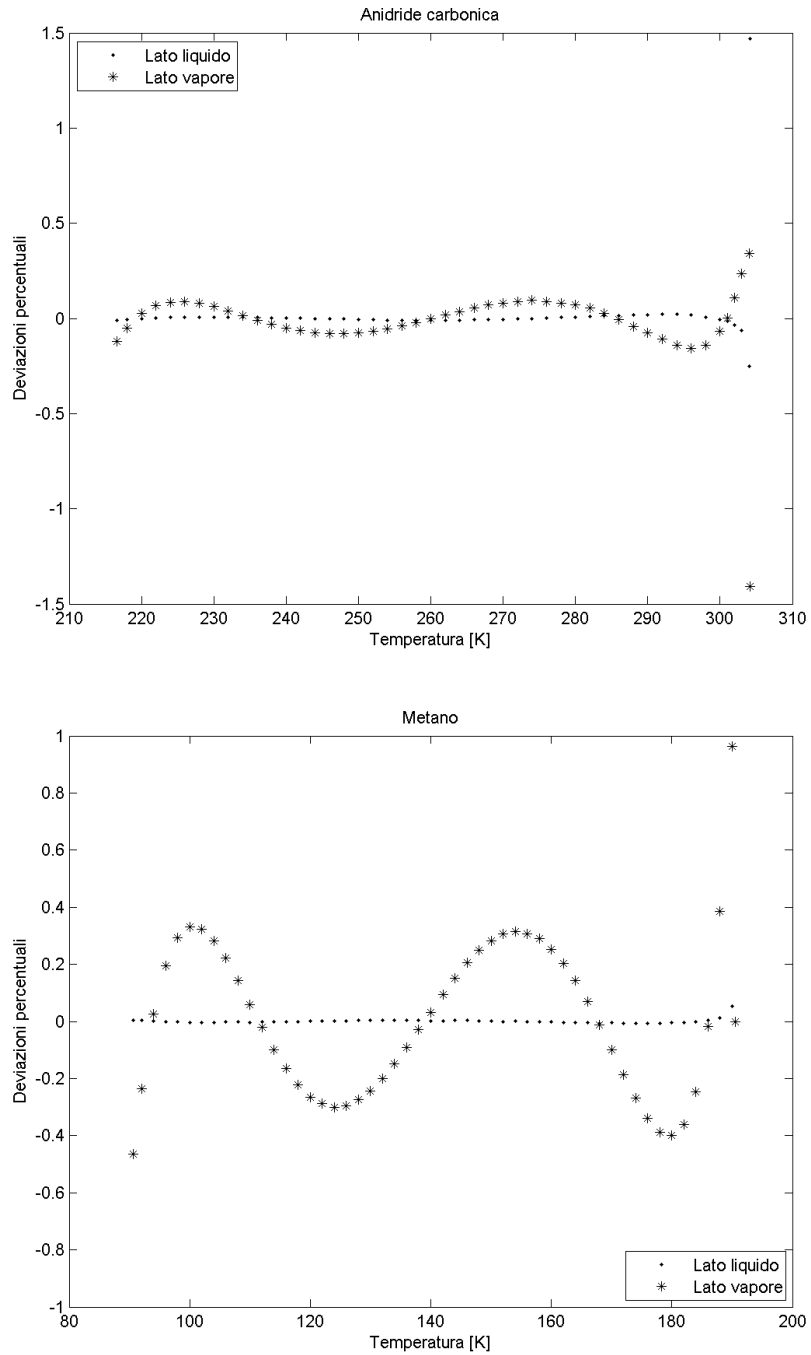 Anidride carbonica
1.5
Lato liquido
Lato vapore
1
0.5
0
-0.5
-1
-1.5
Deviazioni percentuali
210 220 230 240 250 260 270 280 290 300 310
Temperatura [K]
Metano
1
0.8
0.6
0.4
0.2
0
-0.2
-0.4
-0.6
-0.8
-1
Deviazioni percentuali
Lato liquido
Lato vapore
80 100 120 140 160 180 200
Temperatura [K]